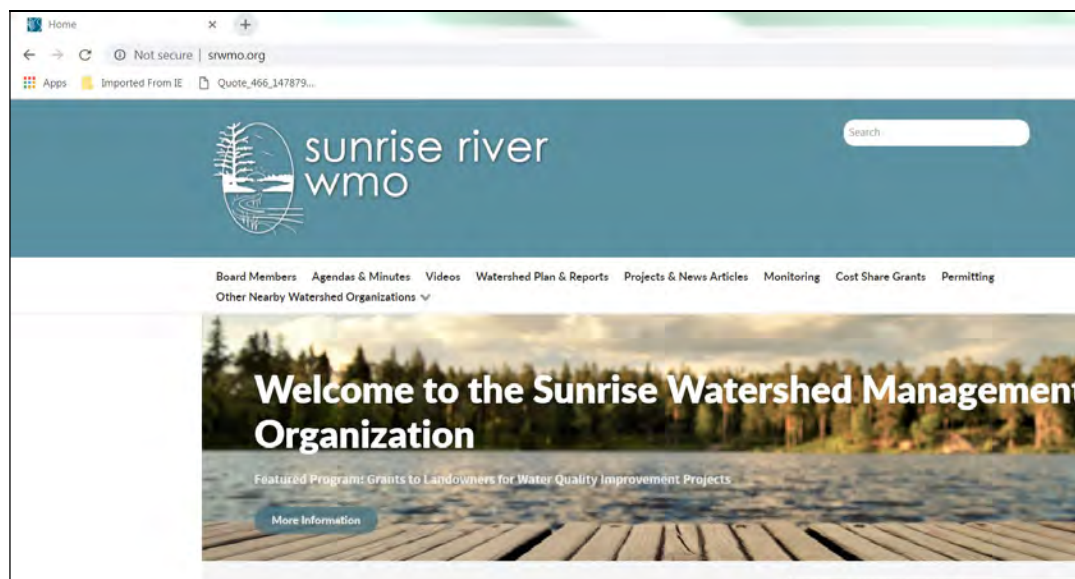 Home
Not secure | srwmo.org
Apps Imported From IE Quote_466_147879...
sunrise river
wmo
Search
Board Members Agendas & Minutes Videos Watershed Plan & Reports Projects & News Articles Monitoring Cost Share Grants Permitting
Other Nearby Watershed Organizations
Welcome to the Sunrise Watershed Management
Organization
Featured Program: Grants to Landowners for Water Quality Improvement Projects
More Information